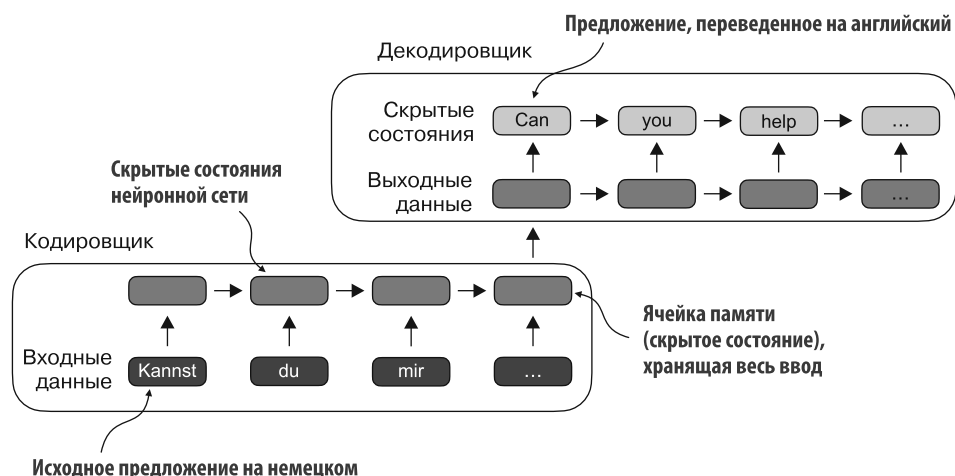 Предложение, переведенное на английский
Декодировщик
Скрытые
состояния
Can
you
help
...
Скрытые состояния
нейронной сети
Выходные
данные
...
Кодировщик
Ячейка памяти
(скрытое состояние),
хранящая весь ввод
Входные
данные
Kannst
du
mir
...
Исходное предложение на немецком